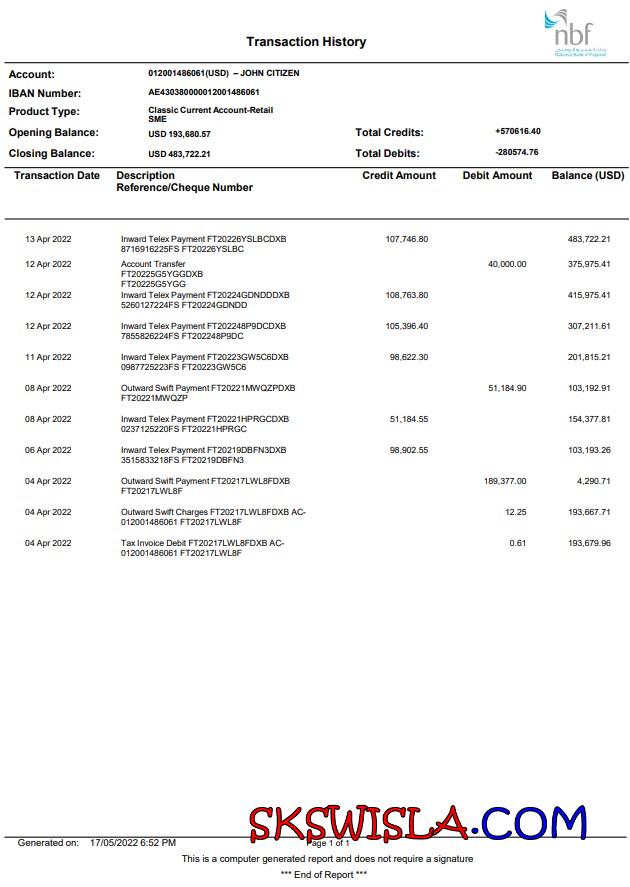 nbf
National Bank of Fujairah
Transaction History
Account: 012001486061(USD) – JOHN CITIZEN
IBAN Number: AE430380000012001486061
Product Type: Classic Current Account-Retail
SME
Opening Balance: USD 193,680.57 Total Credits: +570616.40
Closing Balance: USD 483,722.21 Total Debits: -280574.76
Transaction Date Description Credit Amount Debit Amount Balance (USD)
Reference/Cheque Number
13 Apr 2022 Inward Telex Payment FT20226YSLBCDXB 107,746.80 483,722.21
8716916225FS FT20226YSLBC
12 Apr 2022 Account Transfer 40,000.00 375,975.41
FT20225G5YGGDXB
FT20225G5YGG
12 Apr 2022 Inward Telex Payment FT20224GDNDDDXB 108,763.80 415,975.41
5260127224FS FT20224GDNDD
12 Apr 2022 Inward Telex Payment FT202248P9DCDXB 105,396.40 307,211.61
7855826224FS FT202248P9DC
11 Apr 2022 Inward Telex Payment FT20223GW5C6DXB 98,622.30 201,815.21
0987725223FS FT20223GW5C6
08 Apr 2022 Outward Swift Payment FT20221MWQZPDXB 51,184.90 103,192.91
FT20221MWQZP
08 Apr 2022 Inward Telex Payment FT20221HPRGCDXB 51,184.55 154,377.81
0237125220FS FT20221HPRGC
06 Apr 2022 Inward Telex Payment FT20219DBFN3DXB 98,902.55 103,193.26
3515833218FS FT20219DBFN3
04 Apr 2022 Outward Swift Payment FT20217LWL8FDXB 189,377.00 4,290.71
FT20217LWL8F
04 Apr 2022 Outward Swift Charges FT20217LWL8FDXB AC- 12.25 193,667.71
012001486061 FT20217LWL8F
04 Apr 2022 Tax Invoice Debit FT20217LWL8FDXB AC- 0.61 193,679.96
012001486061 FT20217LWL8F
SKSWISLA.COM
Generated on: 17/05/2022 6:52 PM Page 1 of 1
This is a computer generated report and does not require a signature
*** End of Report ***